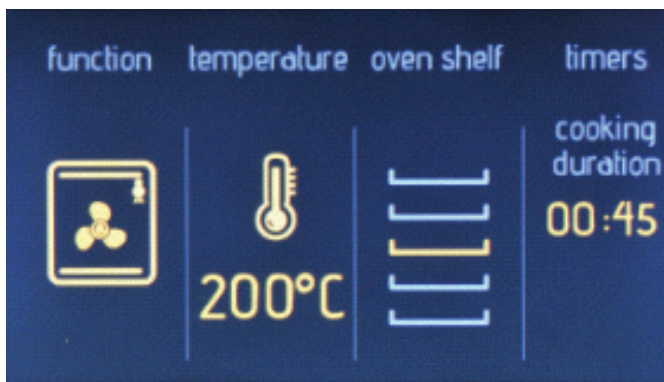 function
temperature
oven shelf
timers
cooking
duration
00:45
200°C